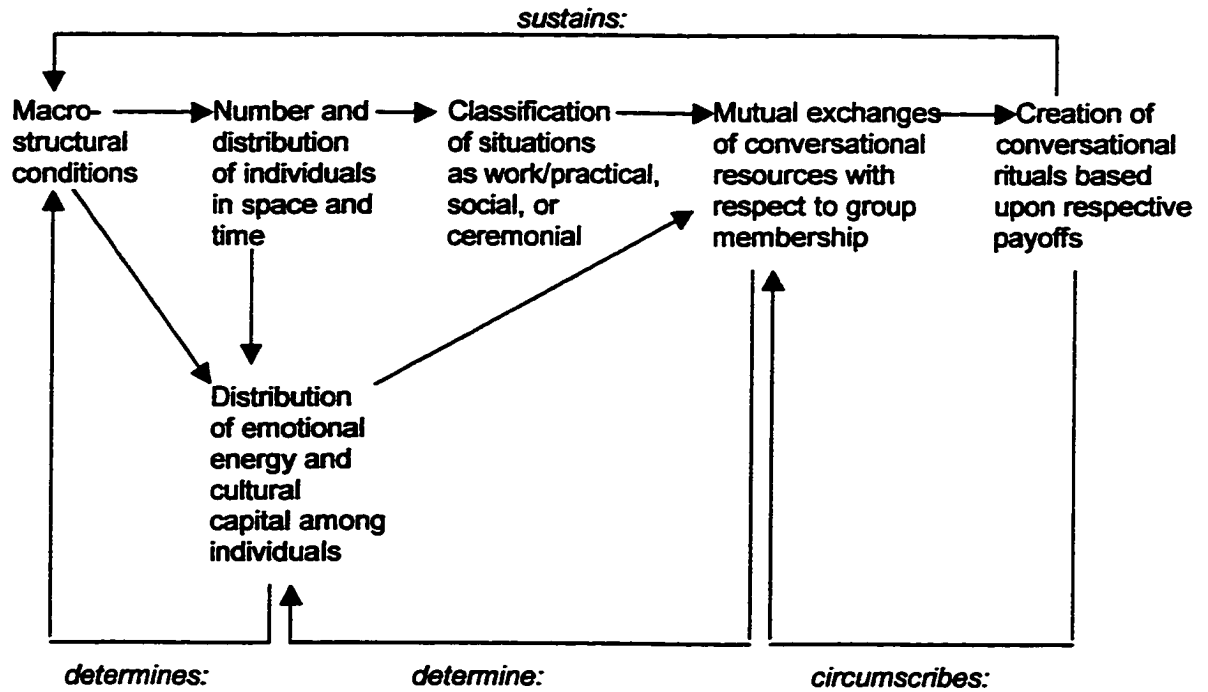 sustains:
Macro-
structural
conditions
Number and
distribution
of individuals
in space and
time
Classification
of situations
as work/practical,
social, or
ceremonial
Mutual exchanges
of conversational
resources with
respect to group
membership
Creation of
conversational
rituals based
upon respective
payoffs
Distribution
of emotional
energy and
cultural
capital among
individuals
determines:
determine:
circumscribes: